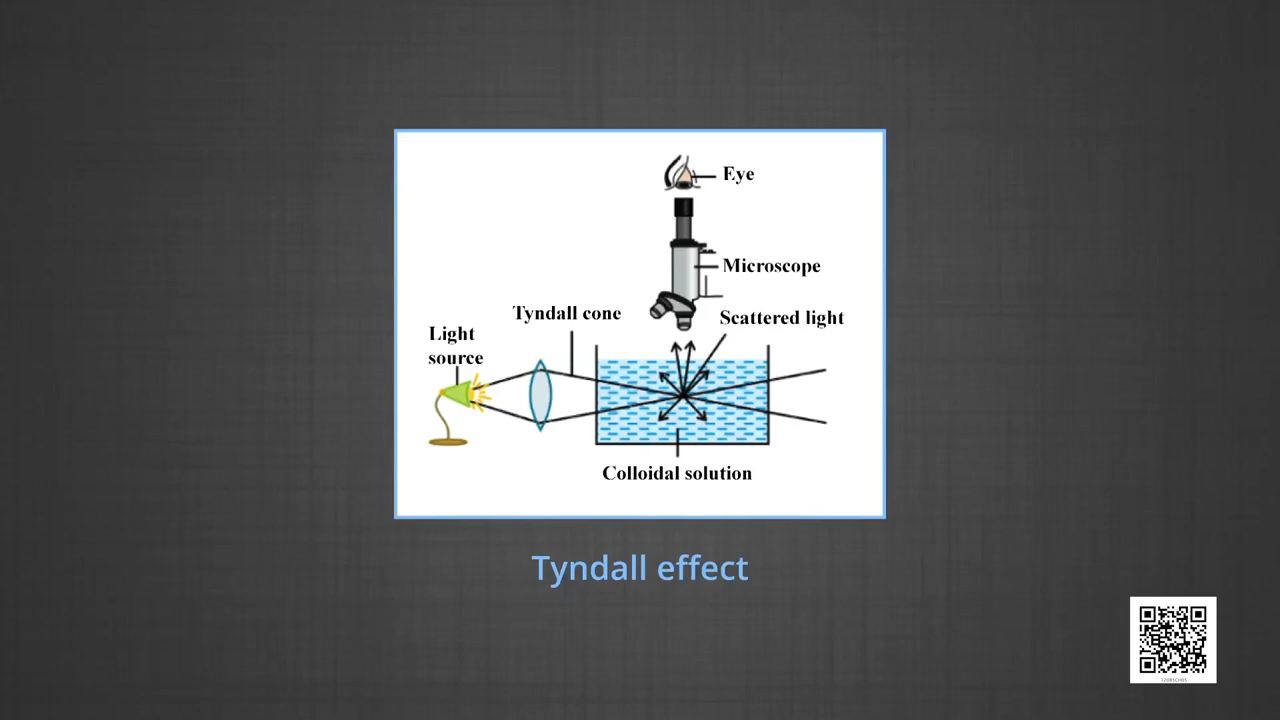 Eye
Microscope
Tyndall cone
Scattered light
Light
source
Colloidal solution
Tyndall effect